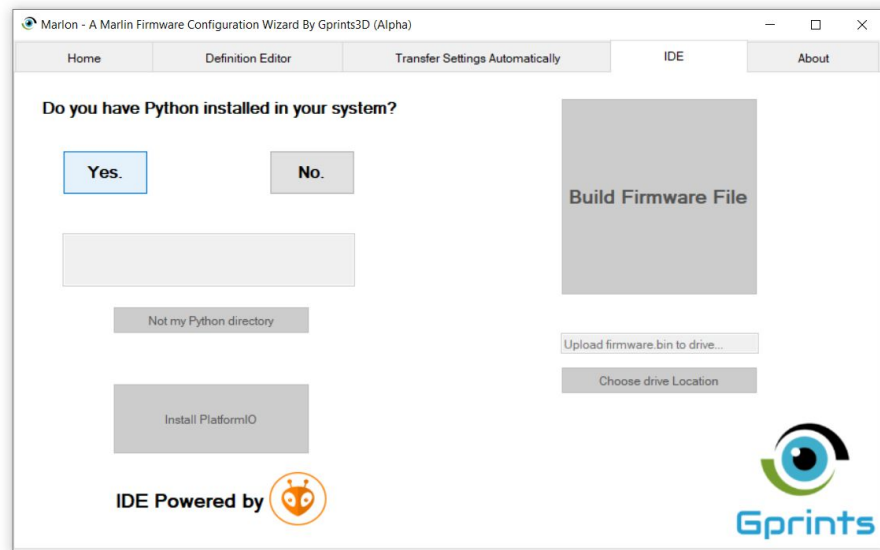 Marlon - A Marlin Firmware Configuration Wizard By Gprints3D (Alpha)
Home Definition Editor Transfer Settings Automatically IDE About
Do you have Python installed in your system?
Yes. No.
Build Firmware File
Not my Python directory
Upload firmware.bin to drive...
Choose drive Location
Install PlatformIO
IDE Powered by
Gprints